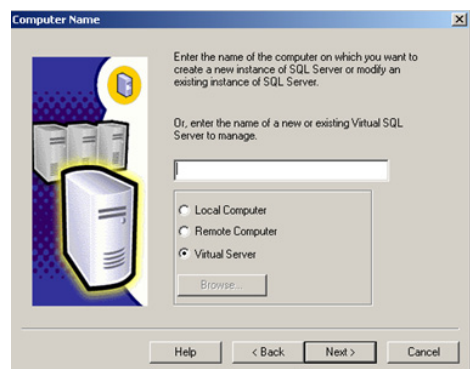 Computer Name
Enter the name of the computer on which you want to
create a new instance of SQL Server or modify an
existing instance of SQL Server.
Or, enter the name of a new or existing Virtual SQL
Server to manage.
Local Computer
Remote Computer
Virtual Server
Browse...
Help
< Back
Next >
Cancel